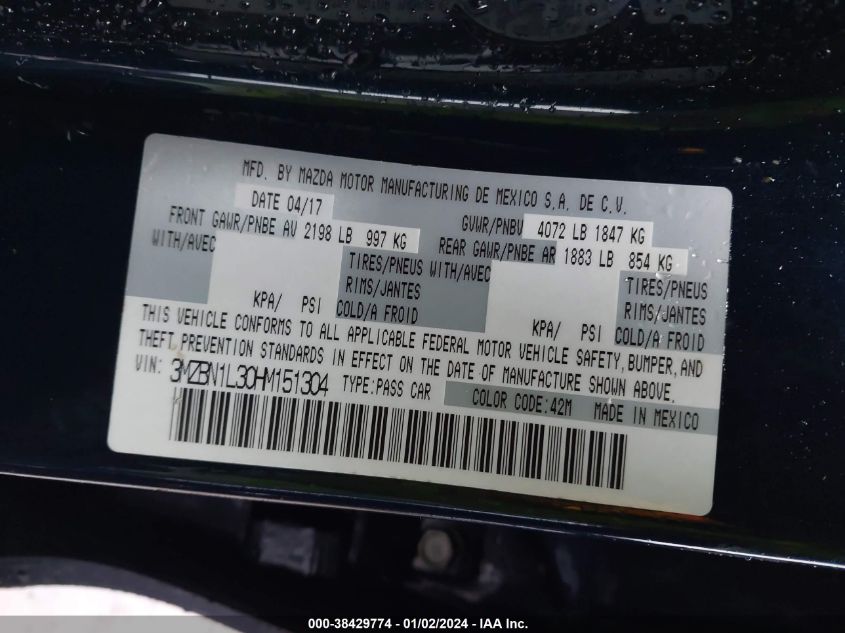 MFD. BY MAZDA MOTOR MANUFACTURING DE MEXICO S.A. DE C.V.
DATE 04/17
GVWR/PNBV 4072 LB 1847 KG
FRONT GAWR/PNBE AV 2198 LB 997 KG
REAR GAWR/PNBE AR 1883 LB 854 KG
WITH/AVEC TIRES/PNEUS WITH/AVEC TIRES/PNEUS
RIMS/JANTES RIMS/JANTES
KPA/ PSI COLD/A FROID KPA/ PSI COLD/A FROID
THIS VEHICLE CONFORMS TO ALL APPLICABLE FEDERAL MOTOR VEHICLE SAFETY, BUMPER, AND
THEFT PREVENTION STANDARDS IN EFFECT ON THE DATE OF MANUFACTURE SHOWN ABOVE.
VIN: 3MZBN1L30HM151304 TYPE:PASS CAR COLOR CODE:42M MADE IN MEXICO
000-38429774 - 01/02/2024 - IAA Inc.